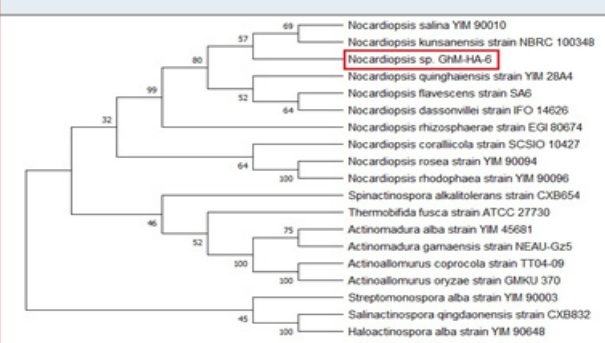 69
Nocardiopsis salina YIM 90010
57
Nocardiopsis kunsanensis strain NBRC 100348
80
Nocardiopsis sp. GhM-HA-6
Nocardiopsis quinghaiensis strain YIM 28A4
99
52
Nocardiopsis flavescens strain SA6
64
Nocardiopsis dassonvillei strain IFO 14626
32
Nocardiopsis rhizosphaerae strain EGI 80674
Nocardiopsis coralliicola strain SCSIO 10427
64
Nocardiopsis rosea strain YIM 90094
100
Nocardiopsis rhodophaea strain YIM 90096
Spinactinospora alkalitolerans strain CXB654
46
Thermobifida fusca strain ATCC 27730
75
Actinomadura alba strain YIM 45681
52
Actinomadura gamaensis strain NEAU-Gz5
100
Actinoallomurus coprocola strain TT04-09
100
Actinoallomurus oryzae strain GMKU 370
Streptomonospora alba strain YIM 90003
45
Salinactinospora qingdaonensis strain CXB832
100
Haloactinospora alba strain YIM 90648